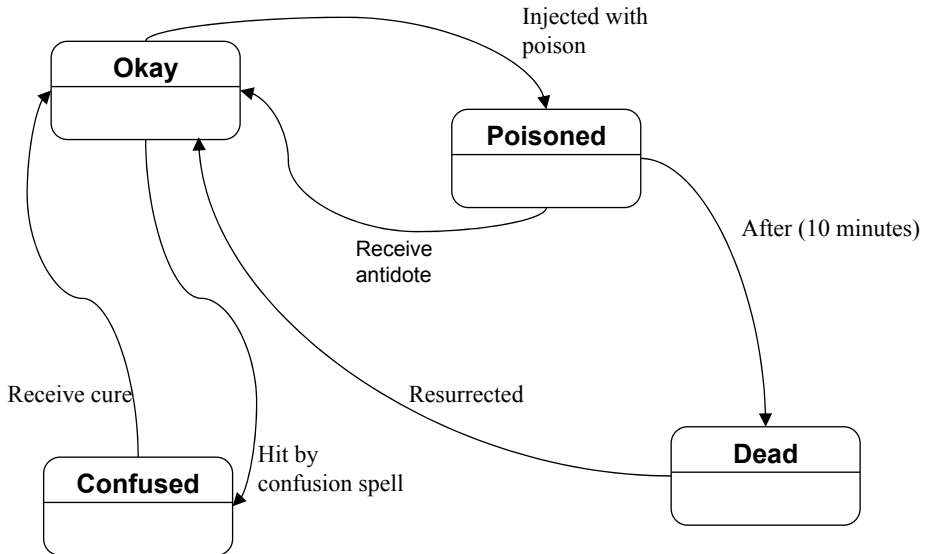 Injected with
poison
Okay
Poisoned
After (10 minutes)
Receive
antidote
Receive cure
Resurrected
Hit by
confusion spell
Dead
Confused